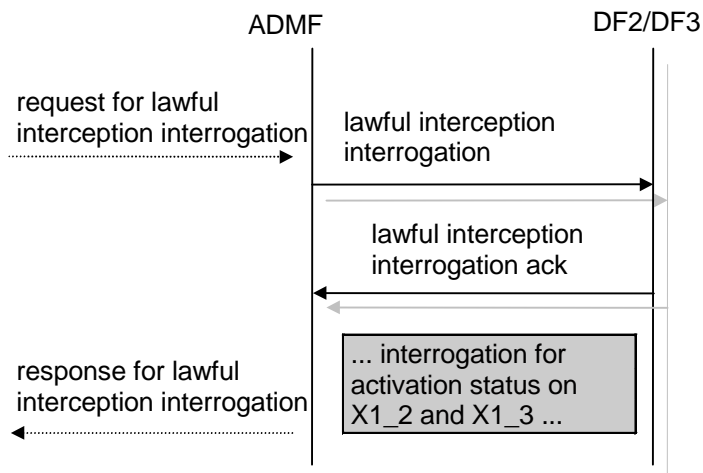 ADMF
DF2/DF3
request for lawful
interception interrogation
lawful interception
interrogation
lawful interception
interrogation ack
... interrogation for
activation status on
X1_2 and X1_3 ...
response for lawful
interception interrogation